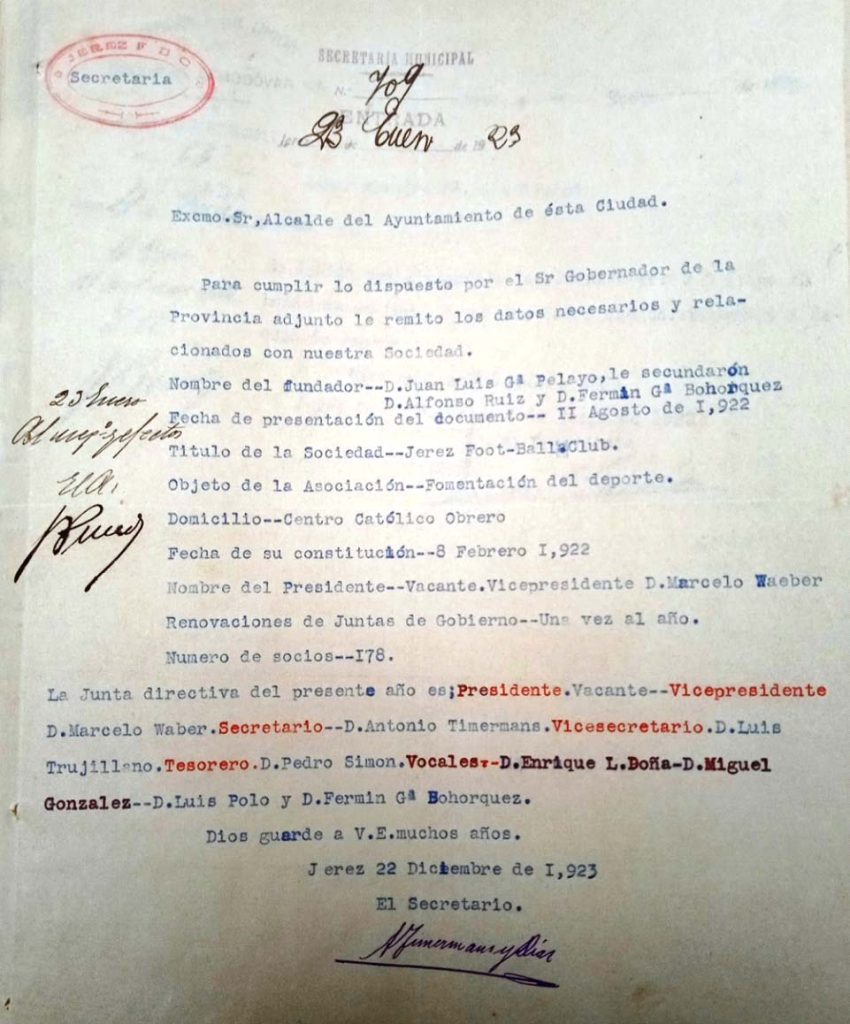 JEREZ F
Secretaria
SECRETARÍA MUNICIPAL
N. 709
ENTRADA
23 de Enero de 1923
Excmo.Sr,Alcalde del Ayuntamiento de ésta Ciudad.
Para cumplir lo dispuesto por el Sr Gobernador de la
Provincia adjunto le remito los datos necesarios y rela-
cionados con nuestra Sociedad.
Nombre del fundador--D.Juan Luis Gª Pelayo,le secundarón
D.Alfonso Ruiz y D.Fermin Gª Bohorquez
Fecha de presentación del documento-- II Agosto de I,922
Titulo de la Sociedad--Jerez Foot-Ball Club.
Objeto de la Asociación--Fomentación del deporte.
Domicilio--Centro Católico Obrero
Fecha de su constitución--8 Febrero I,922
Nombre del Presidente--Vacante.Vicepresidente D.Marcelo Waeber
Renovaciones de Juntas de Gobierno--Una vez al año.
Numero de socios--I78.
23 Enero
El A.
La Junta directiva del presente año es;Presidente.Vacante--Vicepresidente
D.Marcelo Waber.Secretario--D.Antonio Timermans.Vicesecretario.D.Luis
Trujillano.Tesorero.D.Pedro Simon.Vocales--D.Enrique L.Doña-D.Miguel
Gonzalez--D.Luis Polo y D.Fermin Gª Bohorquez.
Dios guarde a V.E.muchos años.
Jerez 22 Diciembre de I,923
El Secretario.
A Timermans y Diaz